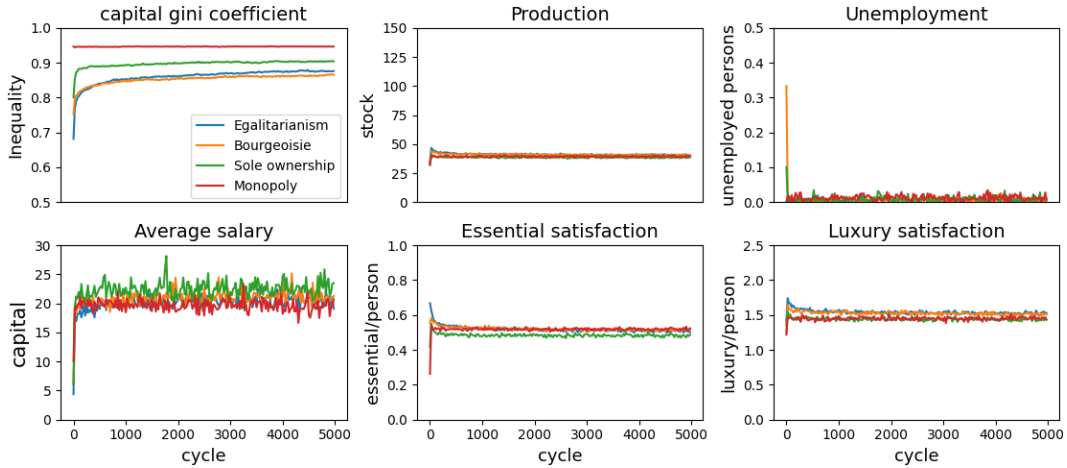 capital gini coefficient
Inequality
1.0
0.9
0.8
0.7
0.6
0.5
Egalitarianism
Bourgeoisie
Sole ownership
Monopoly
Production
stock
150
125
100
75
50
25
0
Unemployment
unemployed persons
0.5
0.4
0.3
0.2
0.1
0.0
Average salary
capital
30
25
20
15
10
5
0
0 1000 2000 3000 4000 5000
cycle
Essential satisfaction
essential/person
1.0
0.8
0.6
0.4
0.2
0.0
0 1000 2000 3000 4000 5000
cycle
Luxury satisfaction
luxury/person
2.5
2.0
1.5
1.0
0.5
0.0
0 1000 2000 3000 4000 5000
cycle